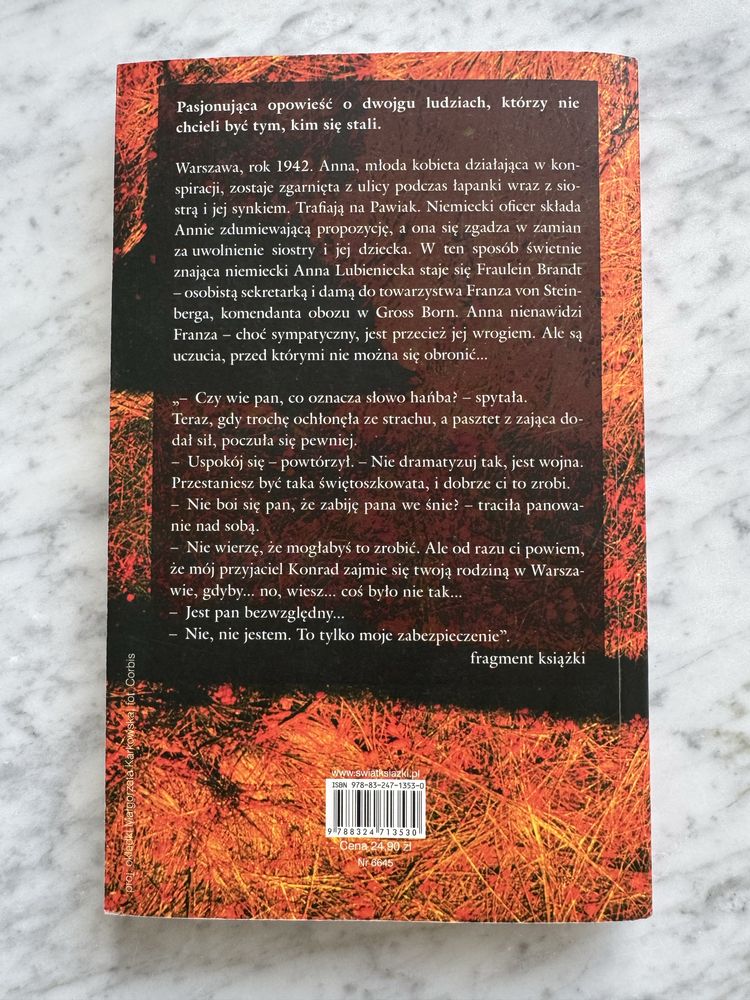 Pasjonująca opowieść o dwojgu ludziach, którzy nie
chcieli być tym, kim się stali.
Warszawa, rok 1942. Anna, młoda kobieta działająca w kon-
spiracji, zostaje zgarnięta z ulicy podczas łapanki wraz z sio-
strą i jej synkiem. Trafiają na Pawiak. Niemiecki oficer składa
Annie zdumiewającą propozycję, a ona się zgadza w zamian
za uwolnienie siostry i jej dziecka. W ten sposób świetnie
znająca niemiecki Anna Lubieniecka staje się Fraulein Brandt
– osobistą sekretarką i damą do towarzystwa Franza von Stein-
berga, komendanta obozu w Gross Born. Anna nienawidzi
Franza – choć sympatyczny, jest przecież jej wrogiem. Ale są
uczucia, przed którymi nie można się obronić...
„– Czy wie pan, co oznacza słowo hańba? – spytała.
Teraz, gdy trochę ochłonęła ze strachu, a pasztet z zająca do-
dał sił, poczuła się pewniej.
– Uspokój się – powtórzył. – Nie dramatyzuj tak, jest wojna.
Przestaniesz być taka świętoszkowata, i dobrze ci to zrobi.
– Nie boi się pan, że zabiję pana we śnie? – traciła panowa-
nie nad sobą.
– Nie wierzę, że mogłabyś to zrobić. Ale od razu ci powiem,
że mój przyjaciel Konrad zajmie się twoją rodziną w Warsza-
wie, gdyby... no, wiesz... coś było nie tak...
– Jest pan bezwzględny...
– Nie, nie jestem. To tylko moje zabezpieczenie”.
fragment książki
proj. okładki Małgorzata Karkowska, fot. Corbis
www.swiatksiazki.pl
ISBN 978-83-247-1353-0
9 788324 713530
Cena 24,90 zł
Nr 6645